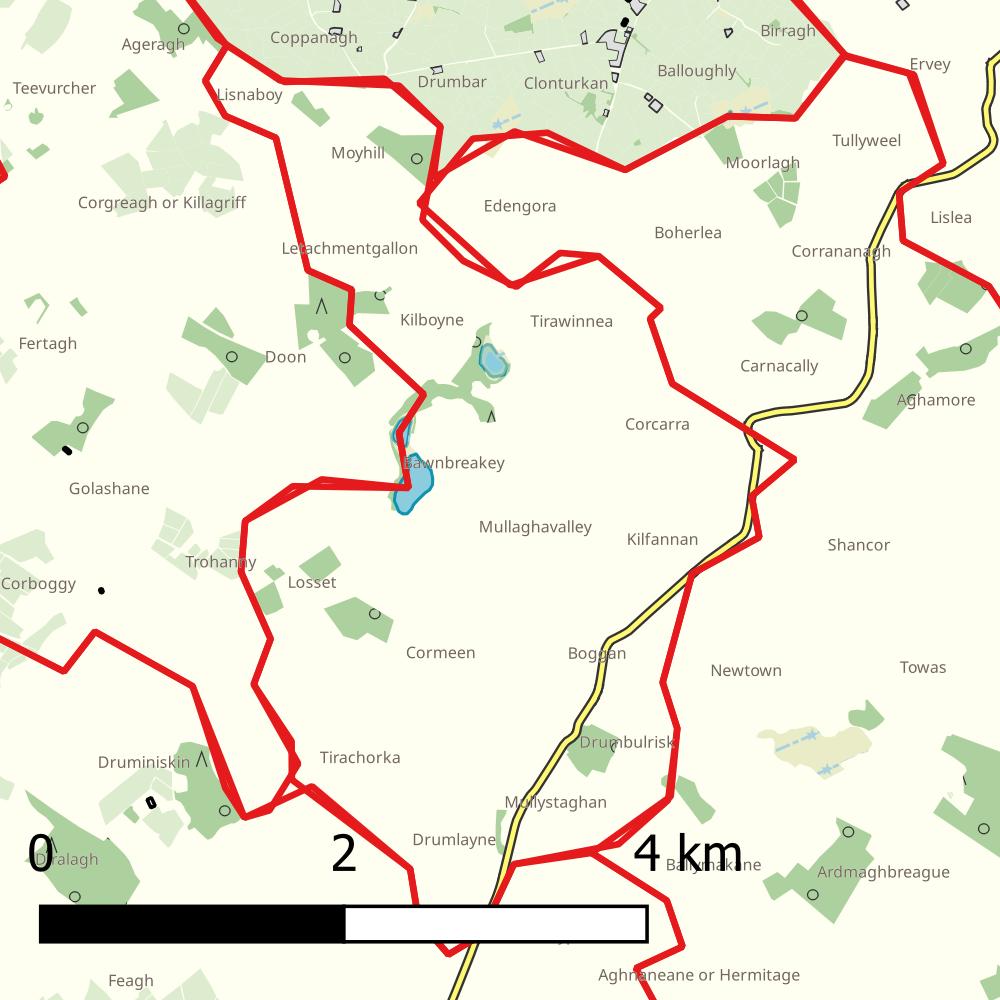 Birragh
Coppanagh
Ageragh
Ervey
Balloughly
Drumbar
Clonturkan
Teevurcher
Lisnaboy
Tullyweel
Moyhill
Moorlagh
Corgreagh or Killagriff
Edengora
Lislea
Boherlea
Letachmentgallon
Corrananagh
Kilboyne
Tirawinnea
Fertagh
Doon
Carnacally
Aghamore
Corcarra
Bawnbreakey
Golashane
Mullaghavalley
Kilfannan
Shancor
Trohanny
Corboggy
Losset
Cormeen
Boggan
Newtown
Towas
Drumbulrisk
Tirachorka
Druminiskin
Mullystaghan
Drumlayne
0 2 4 km
Diralagh
Ballymakane
Ardmaghbreague
Aghnaneane or Hermitage
Feagh